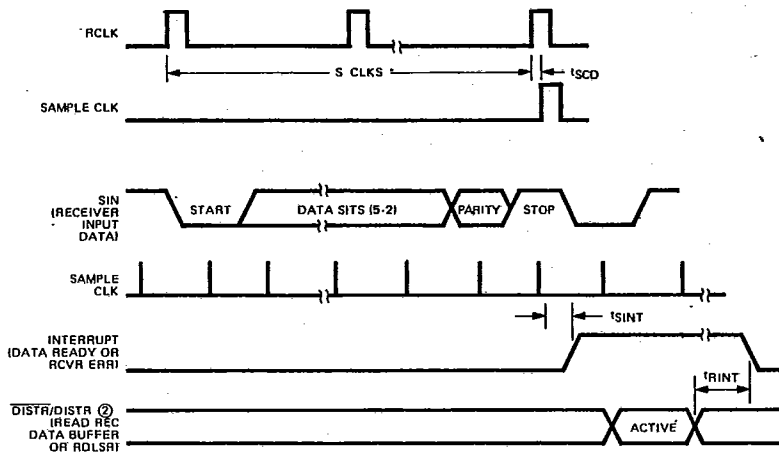 RCLK
S CLKS
tSCD
SAMPLE CLK
SIN
(RECEIVER
INPUT
DATA)
START
DATA SITS (5-2)
PARITY
STOP
SAMPLE
CLK
tSINT
INTERRUPT
(DATA READY OR
RCVR ERR)
tRINT
DISTR/DISTR ②
(READ REC
DATA BUFFER
OR RDLSR)
ACTIVE